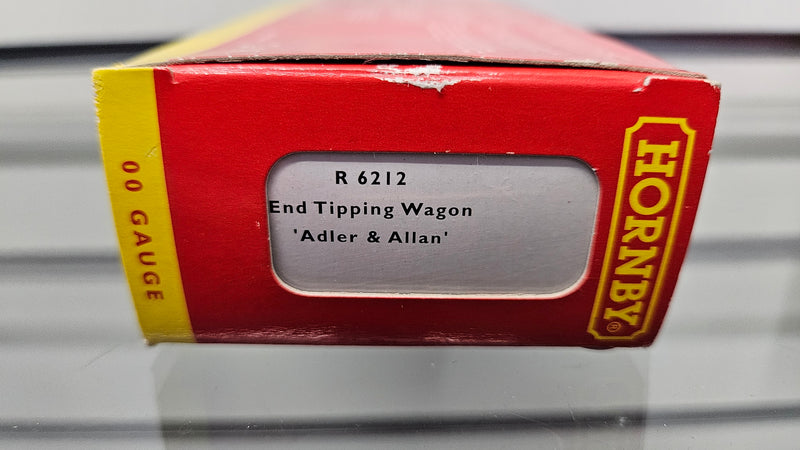 00 GAUGE
R 6212
End Tipping Wagon
'Adler & Allan'
HORNBY®